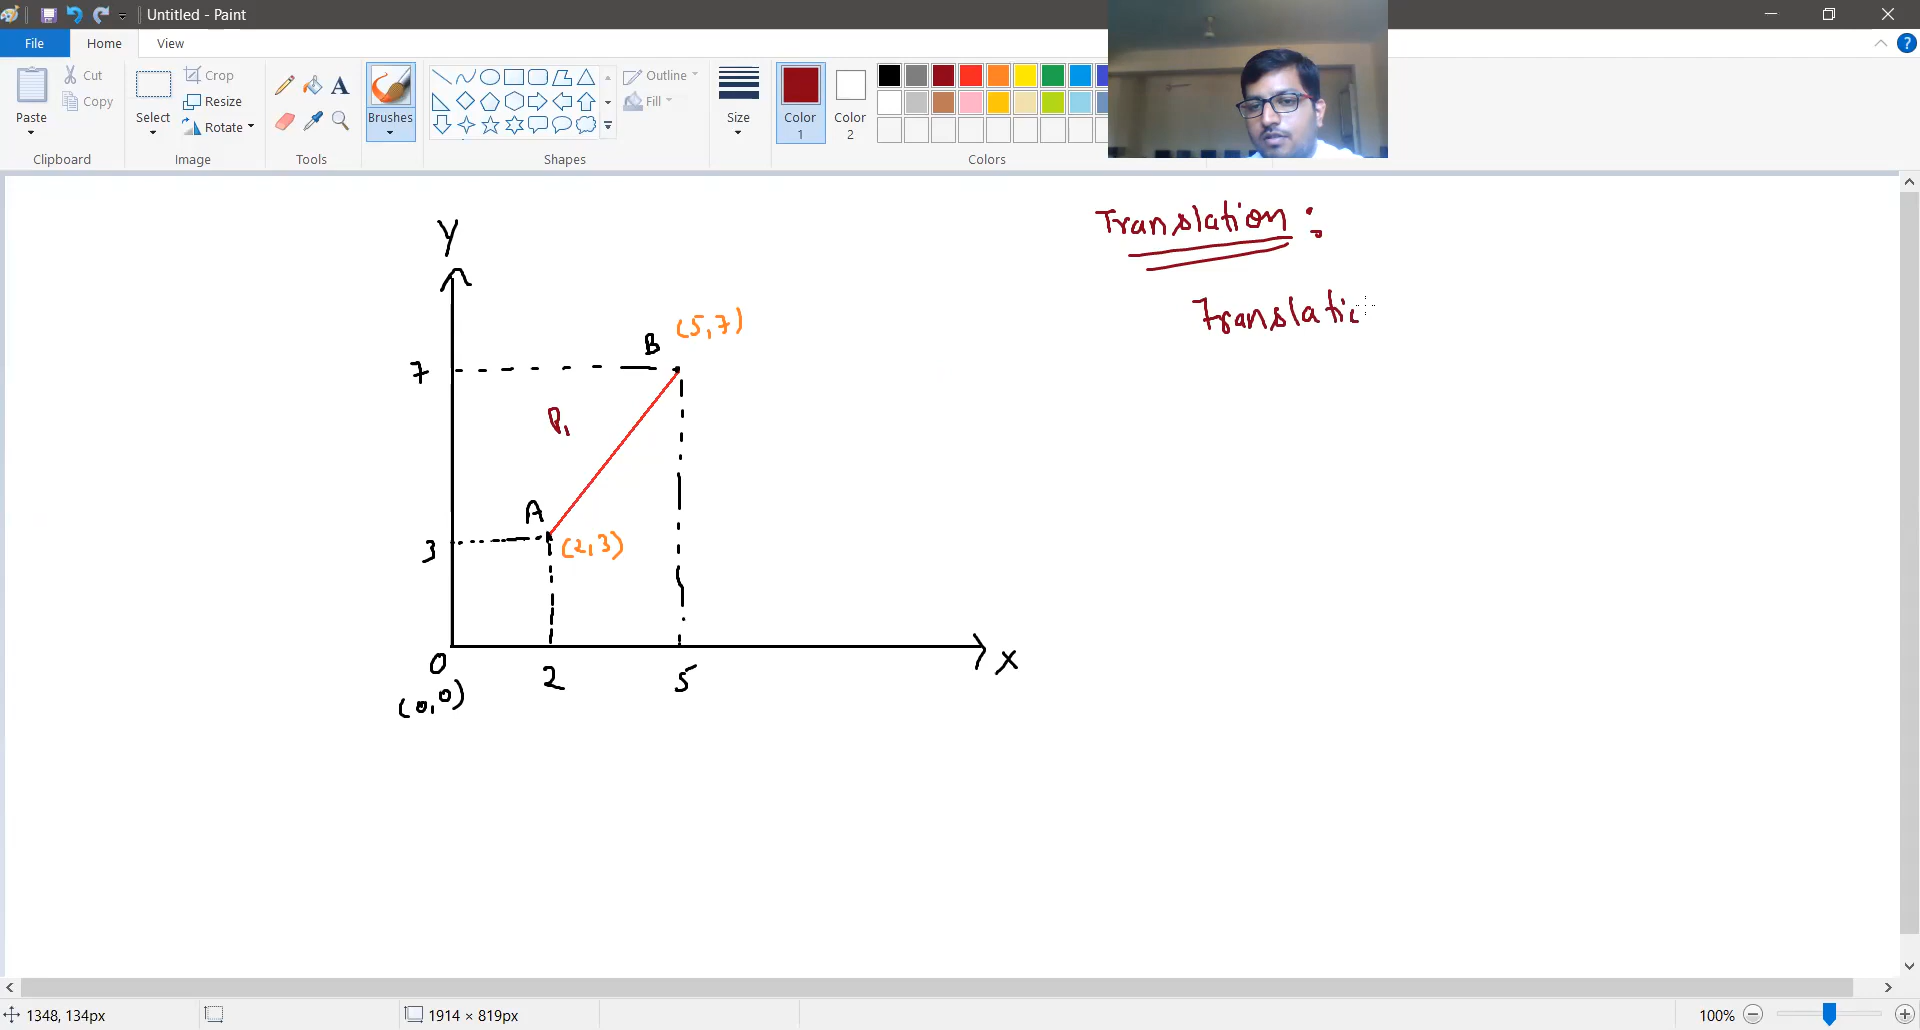 Untitled - Paint
File Home View
Paste
Cut
Copy
Clipboard
Select
Crop
Resize
Rotate
Image
Tools
Brushes
Shapes
Outline
Fill
Size
Color 1
Color 2
Colors
Translation :
Translati
Y
(5,7)
B
7
P1
A
(2,3)
3
O
(0,0)
2
5
X
1348, 134px
1914 × 819px
100%